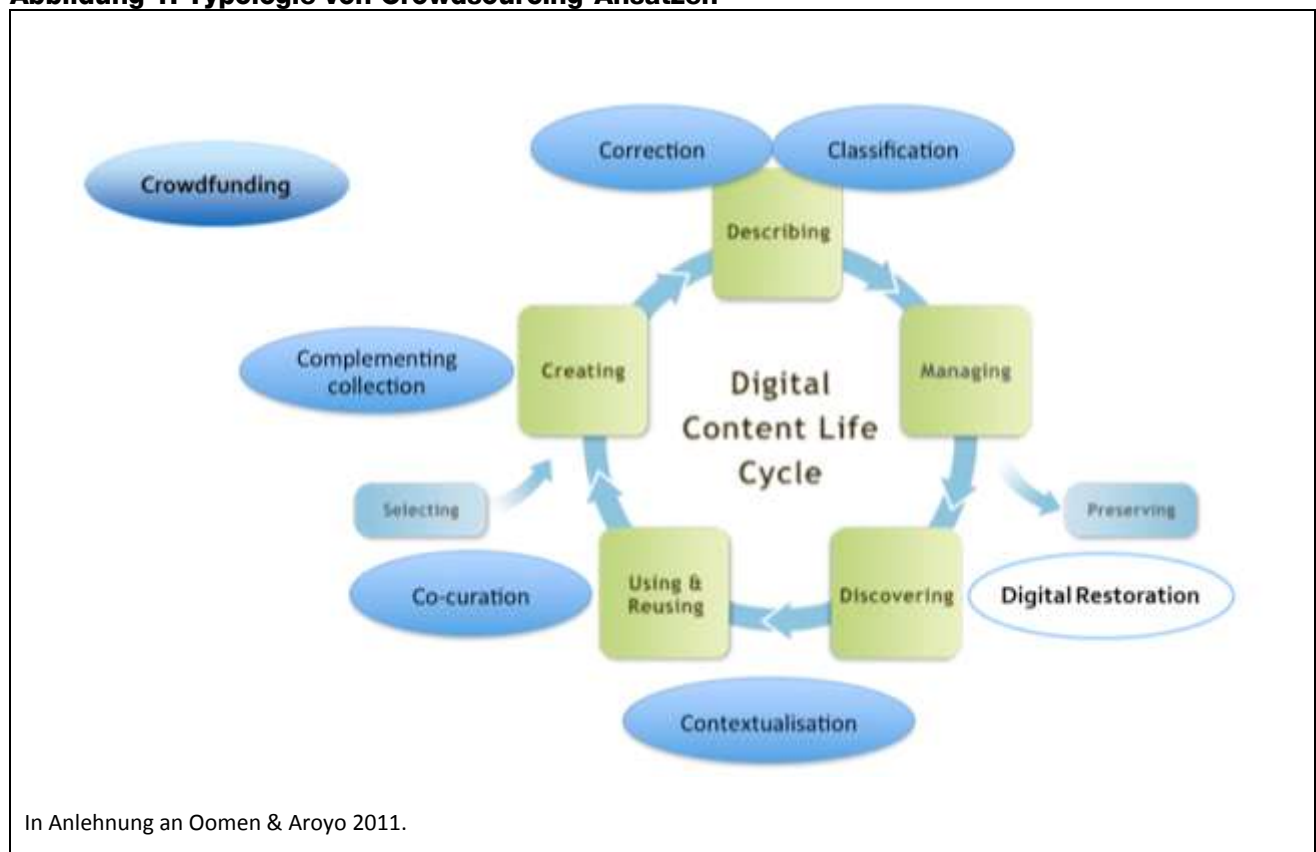 Abbildung 1: Typologie von Crowdsourcing-Ansätzen
Correction
Classification
Crowdfunding
Describing
Complementing
collection
Creating
Managing
Digital
Content Life
Cycle
Selecting
Preserving
Co-curation
Using &
Reusing
Discovering
Digital Restoration
Contextualisation
In Anlehnung an Oomen & Aroyo 2011.